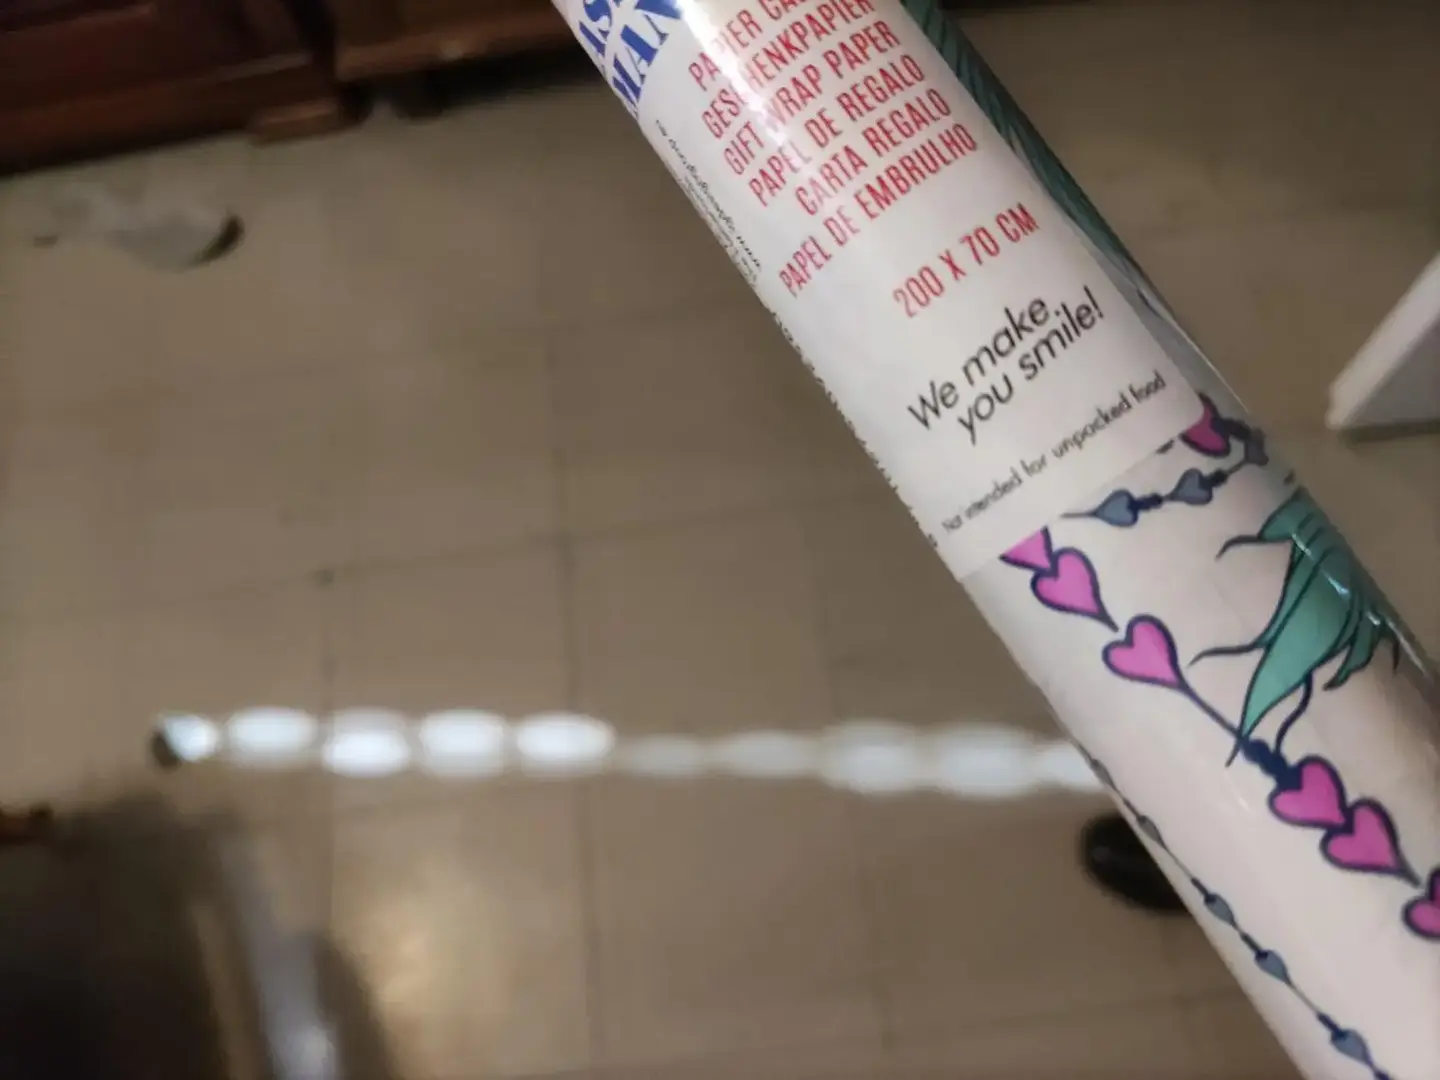 MAN
PAPIER
GESCHENKPAPIER
GIFT WRAP PAPER
PAPEL DE REGALO
CARTA REGALO
PAPEL DE EMBRULHO
200 X 70 CM
We make
you smile!
Not intended for unpacked food